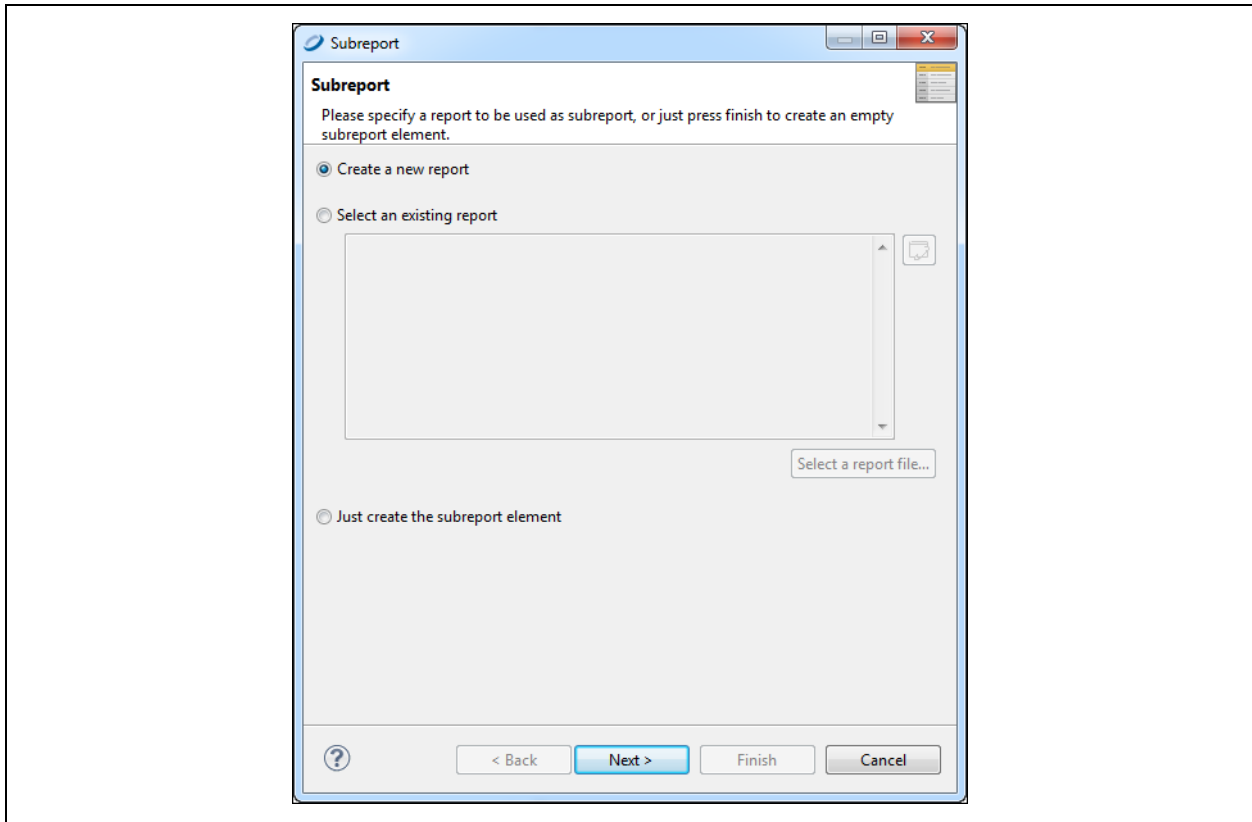 Subreport
Subreport
Please specify a report to be used as subreport, or just press finish to create an empty
subreport element.
Create a new report
Select an existing report
Select a report file...
Just create the subreport element
< Back
Next >
Finish
Cancel